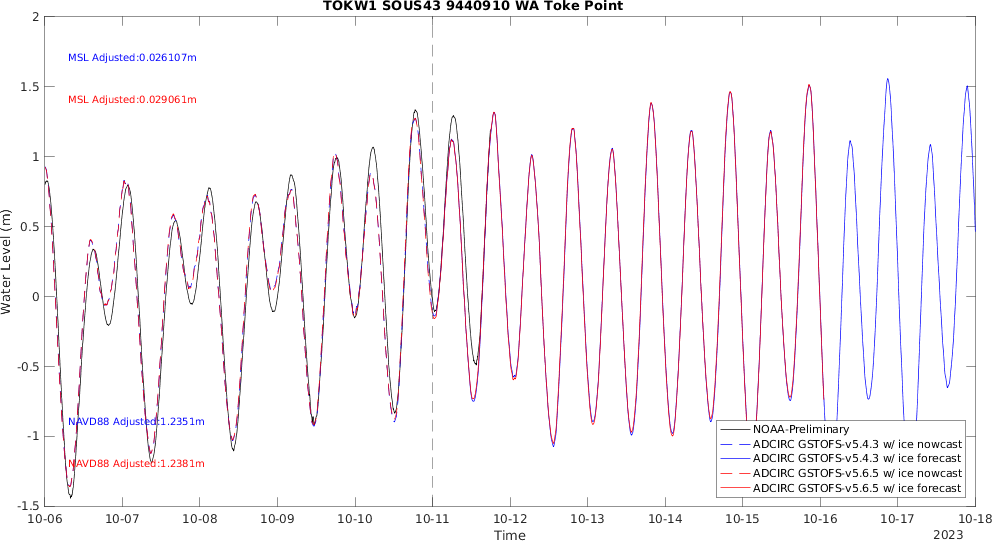 TOKW1 SOUS43 9440910 WA Toke Point
MSL Adjusted:0.026107m
MSL Adjusted:0.029061m
NAVD88 Adjusted:1.2351m
NAVD88 Adjusted:1.2381m
Water Level (m)
2
1.5
1
0.5
0
-0.5
-1
-1.5
NOAA-Preliminary
ADCIRC GSTOFS-v5.4.3 w/ ice nowcast
ADCIRC GSTOFS-v5.4.3 w/ ice forecast
ADCIRC GSTOFS-v5.6.5 w/ ice nowcast
ADCIRC GSTOFS-v5.6.5 w/ ice forecast
10-06 10-07 10-08 10-09 10-10 10-11 10-12 10-13 10-14 10-15 10-16 10-17 10-18
Time
2023